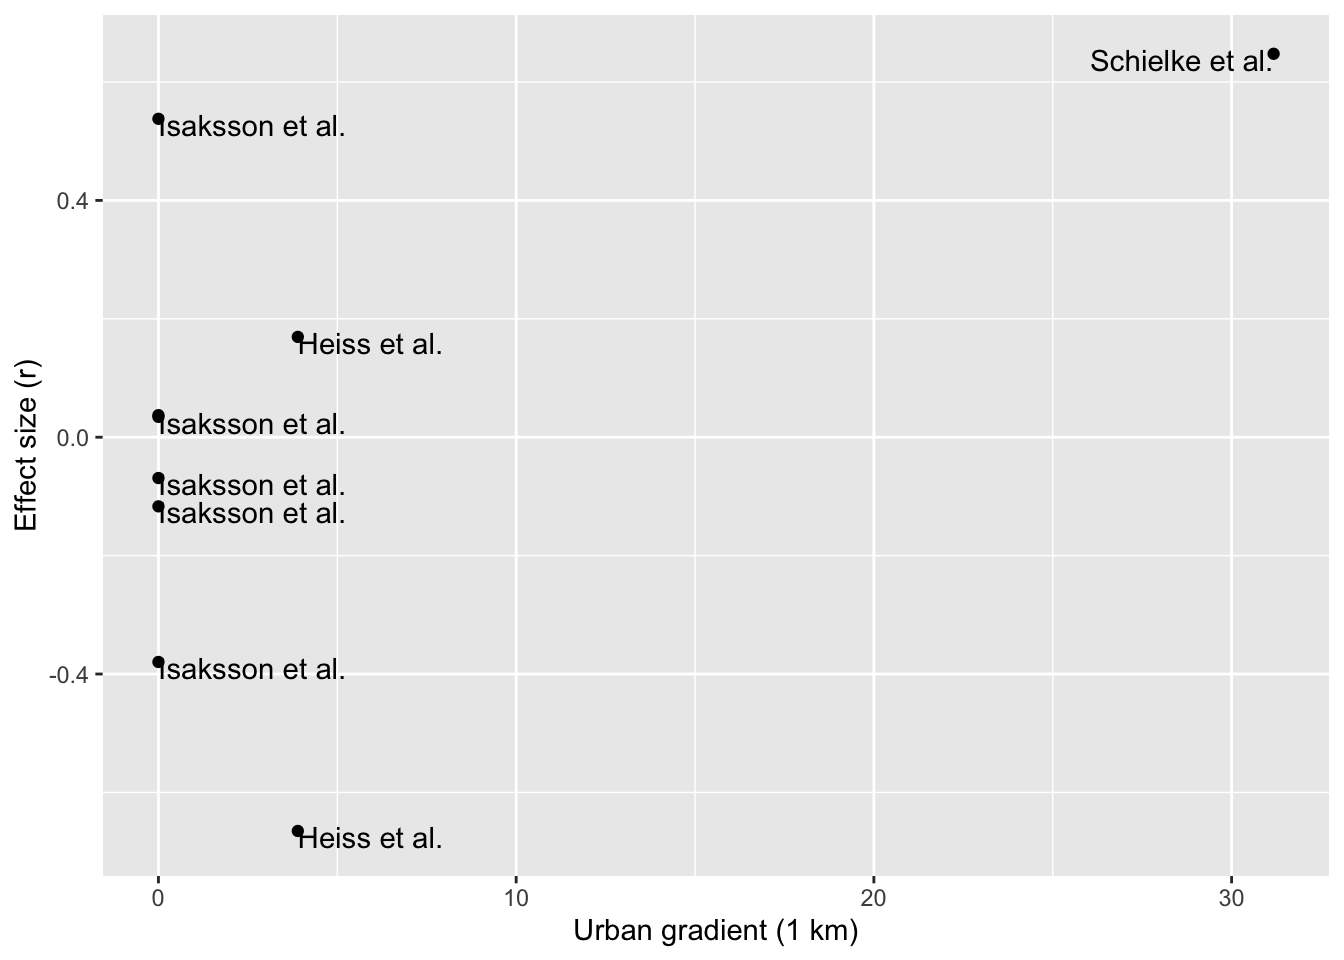 Schielke et al.
Isaksson et al.
0.4
Heiss et al.
Isaksson et al.
0.0
Isaksson et al.
Isaksson et al.
Isaksson et al.
-0.4
Heiss et al.
Effect size (r)
0 10 20 30
Urban gradient (1 km)